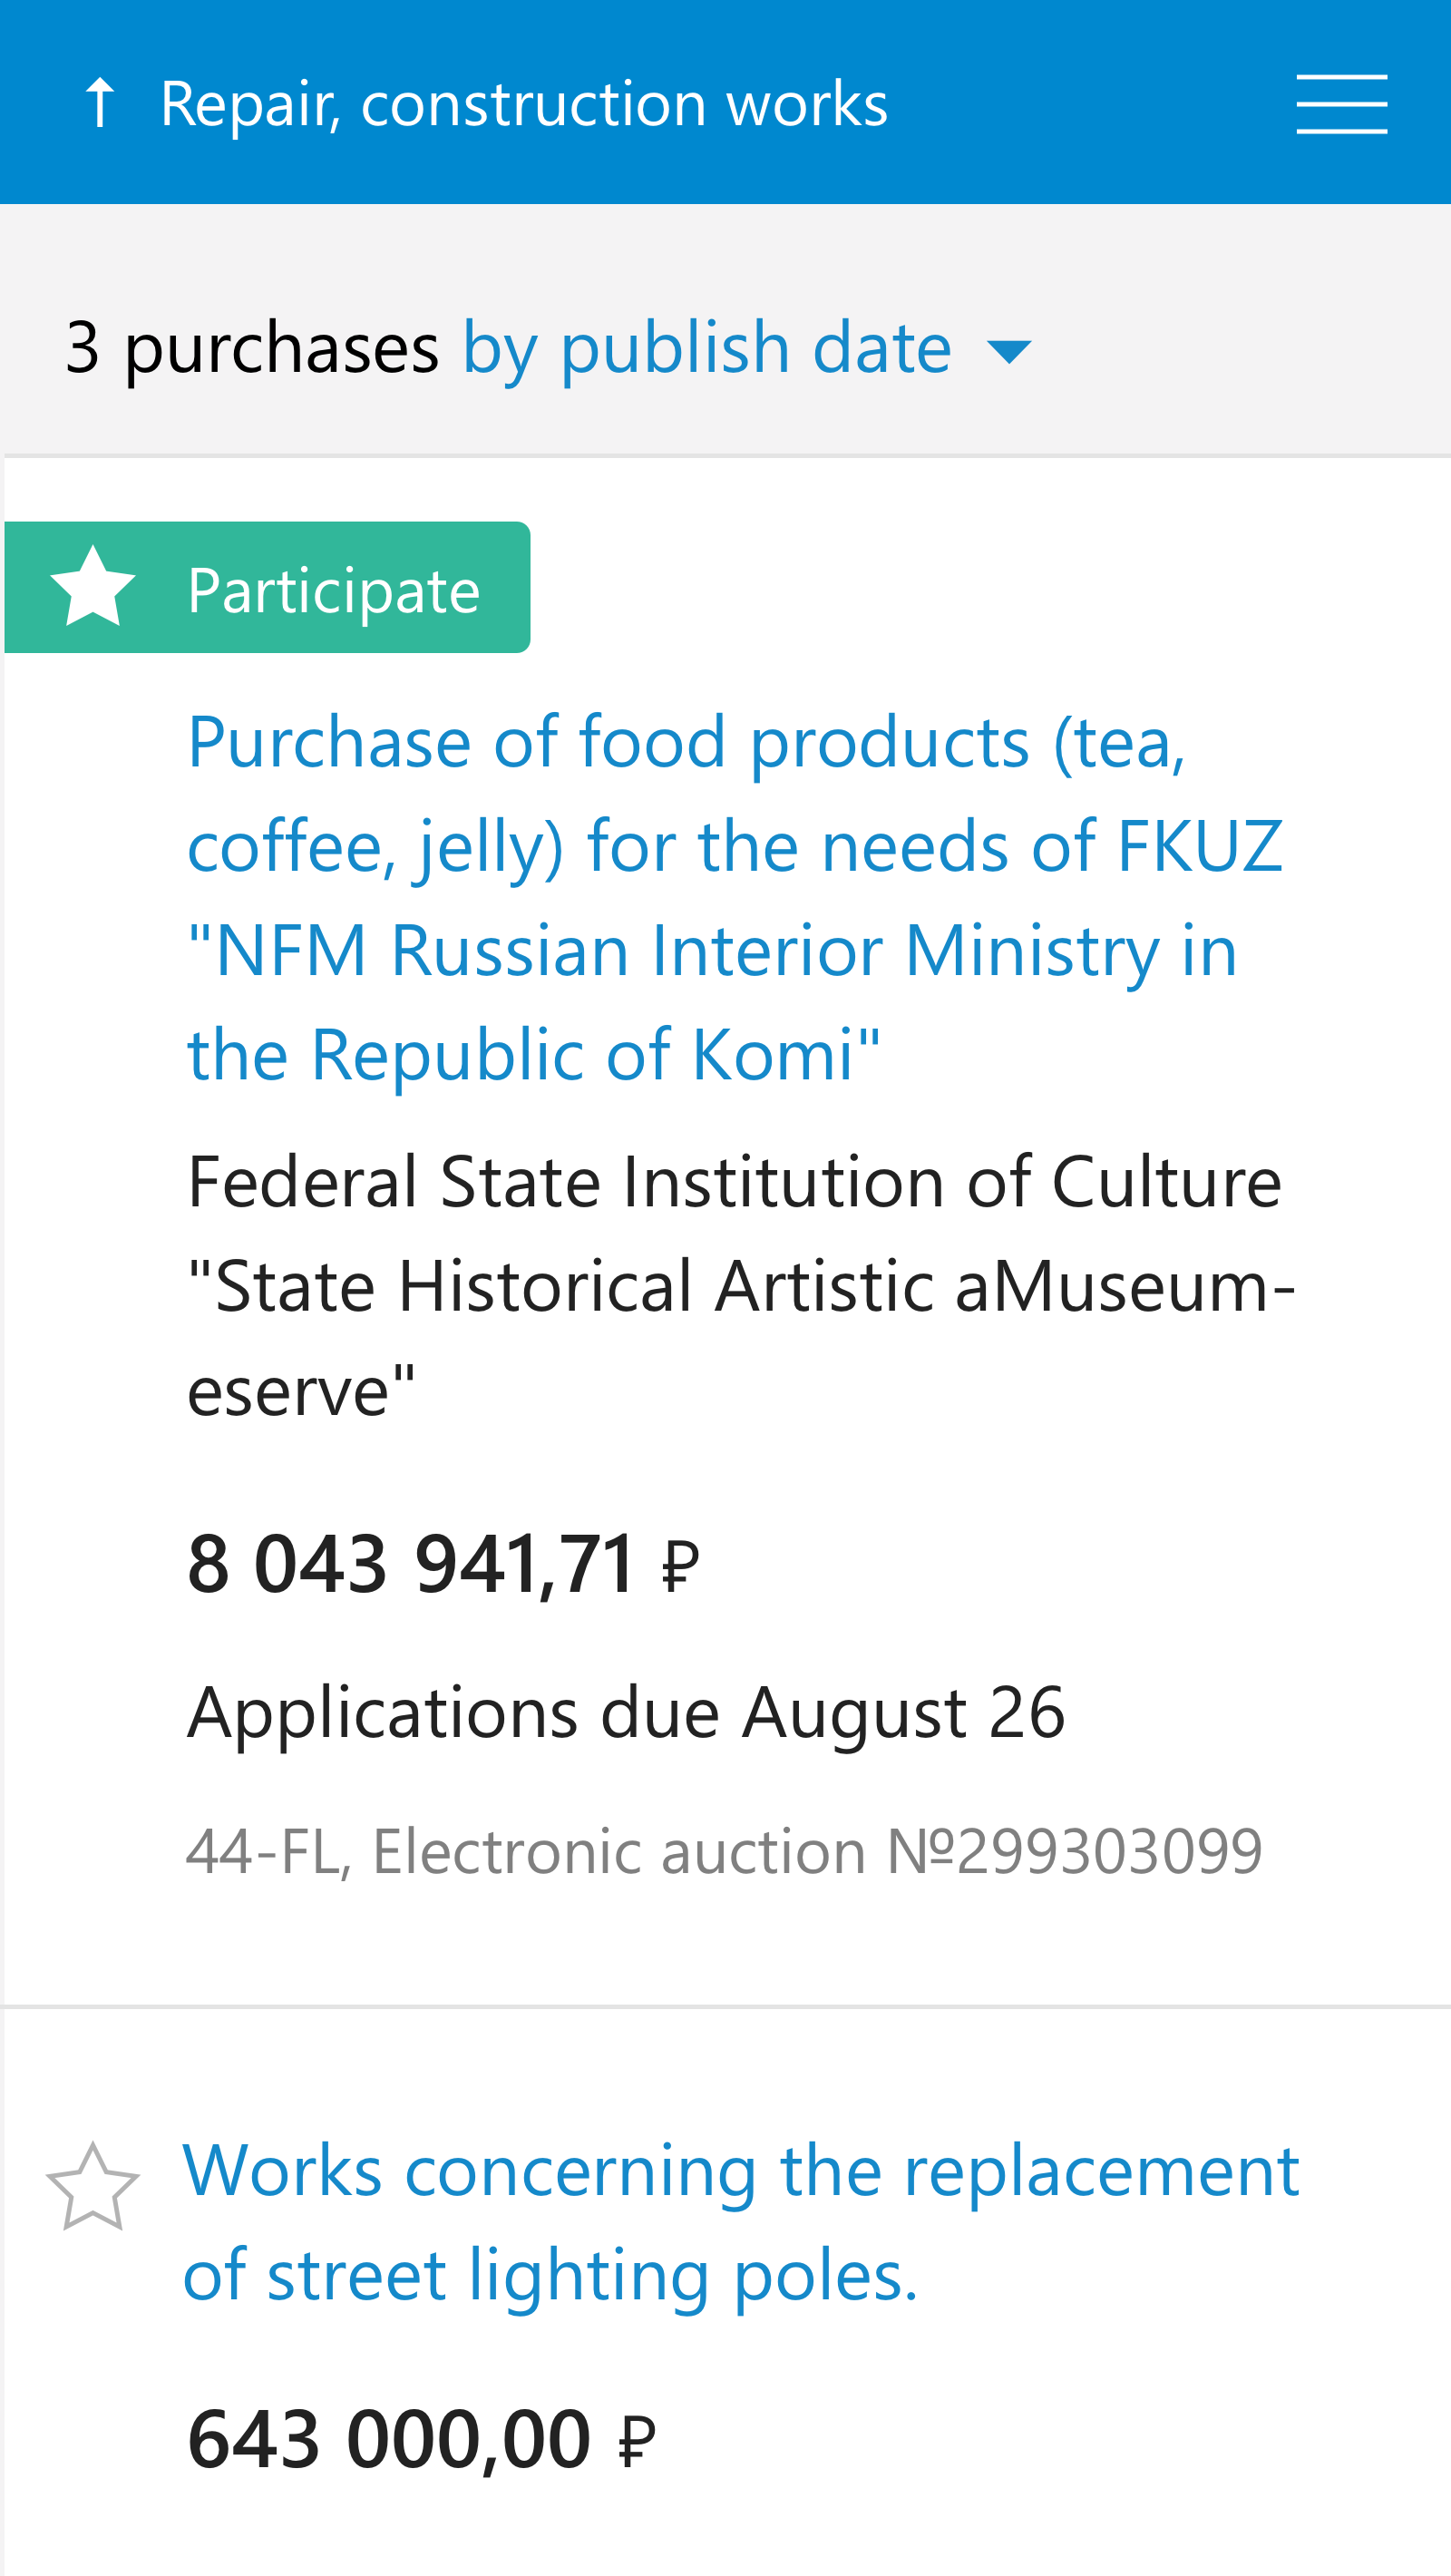 ↑ Repair, construction works
3 purchases by publish date
Participate
Purchase of food products (tea,
coffee, jelly) for the needs of FKUZ
"NFM Russian Interior Ministry in
the Republic of Komi"
Federal State Institution of Culture
"State Historical Artistic aMuseum-
eserve"
8 043 941,71 ₽
Applications due August 26
44-FL, Electronic auction №299303099
Works concerning the replacement
of street lighting poles.
643 000,00 ₽